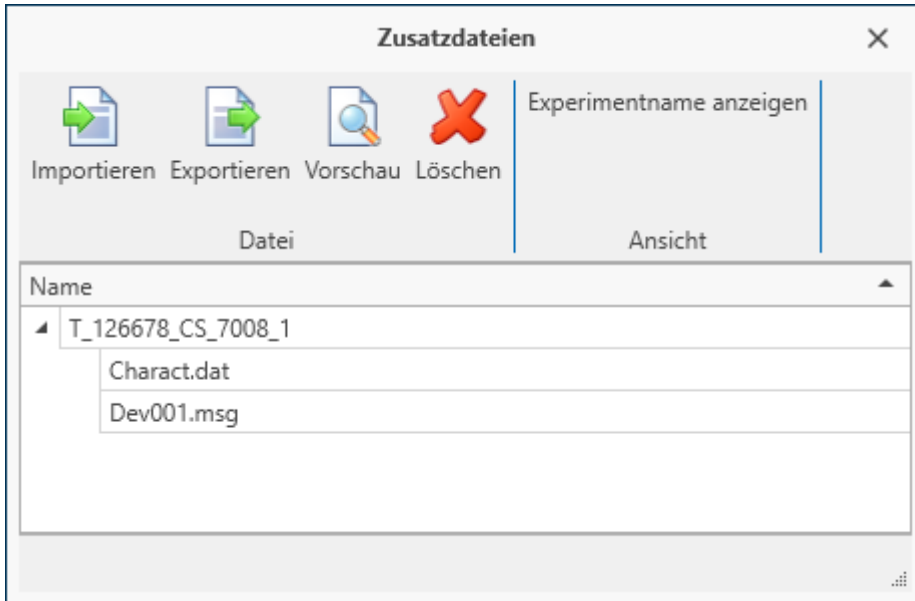 Zusatzdateien
Importieren Exportieren Vorschau Löschen
Experimentname anzeigen
Datei
Ansicht
Name
T_126678_CS_7008_1
Charact.dat
Dev001.msg